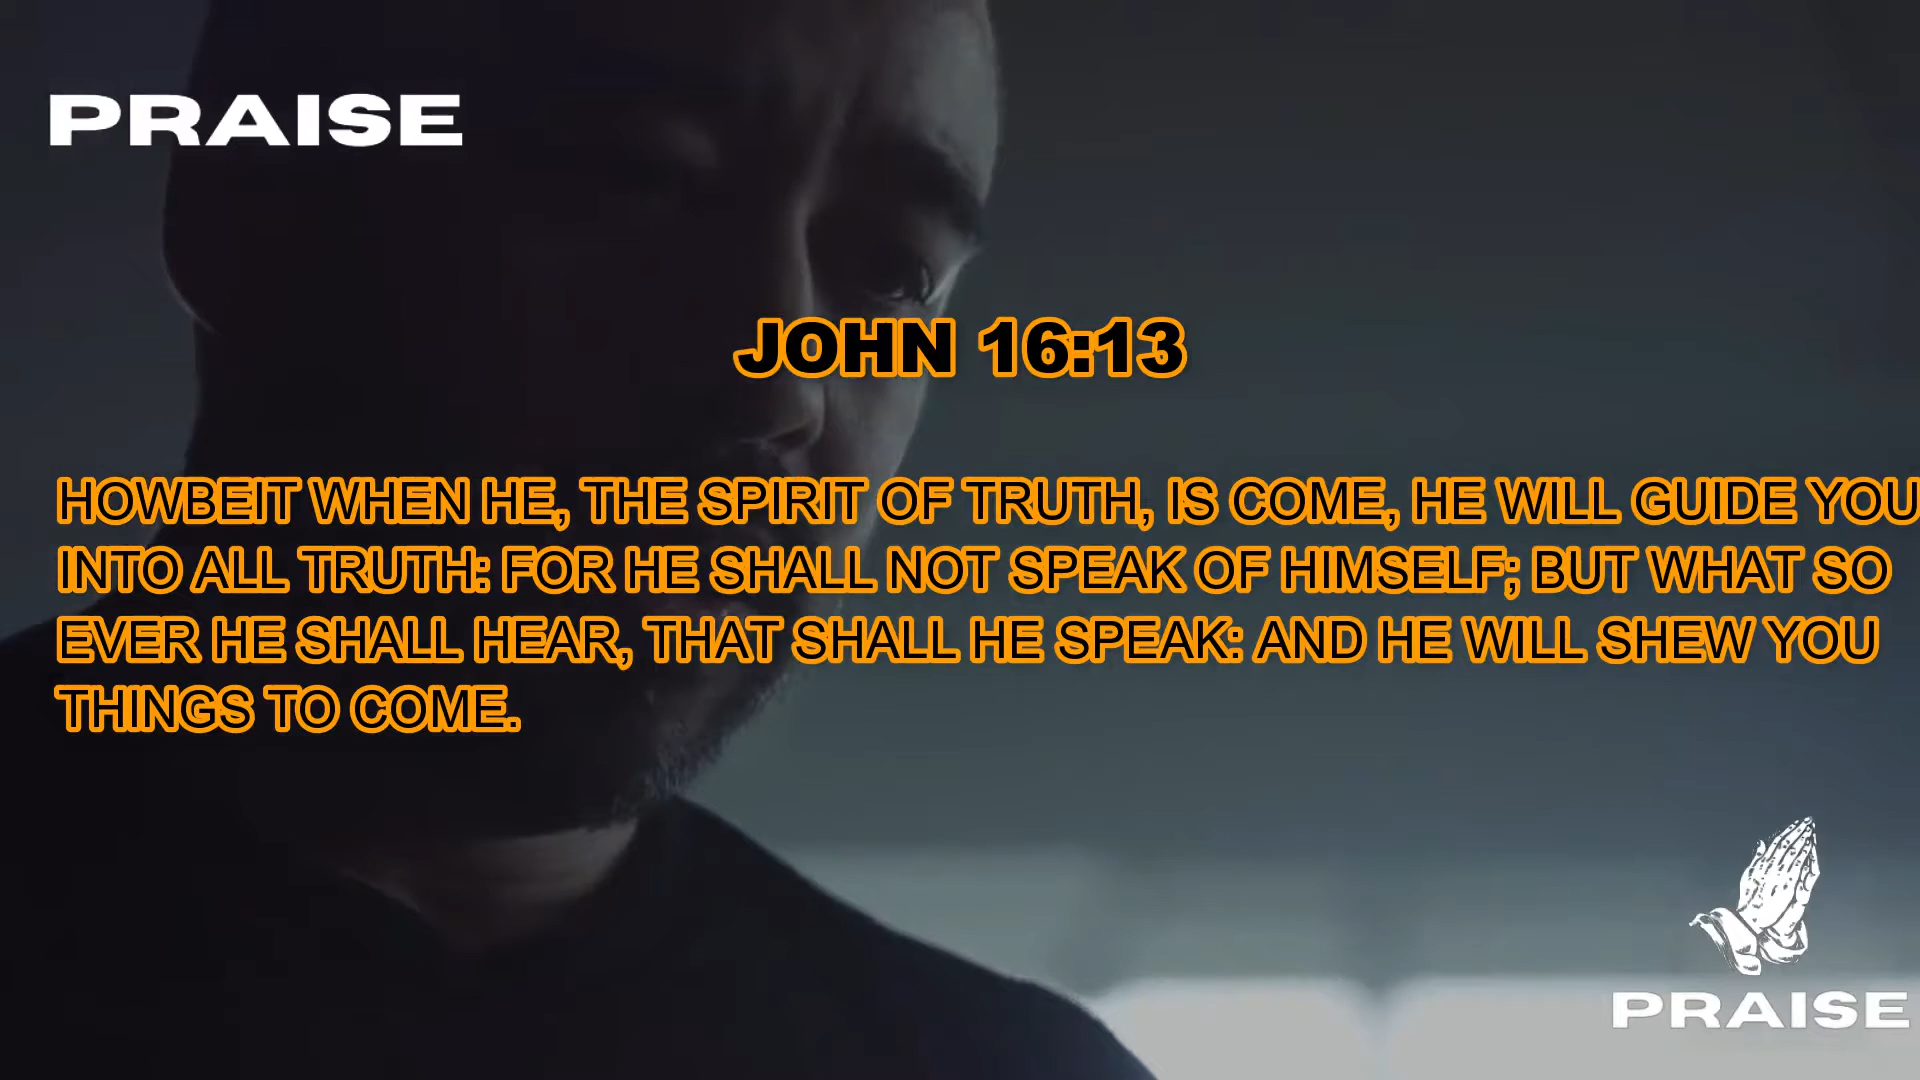 PRAISE
JOHN 16:13
HOWBEIT WHEN HE, THE SPIRIT OF TRUTH, IS COME, HE WILL GUIDE YOU
INTO ALL TRUTH: FOR HE SHALL NOT SPEAK OF HIMSELF; BUT WHAT SO
EVER HE SHALL HEAR, THAT SHALL HE SPEAK: AND HE WILL SHEW YOU
THINGS TO COME.
PRAISE